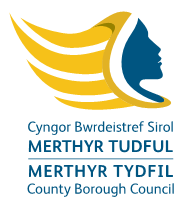 Cyngor Bwrdeistref Sirol
MERTHYR TUDFUL
MERTHYR TYDFIL
County Borough Council